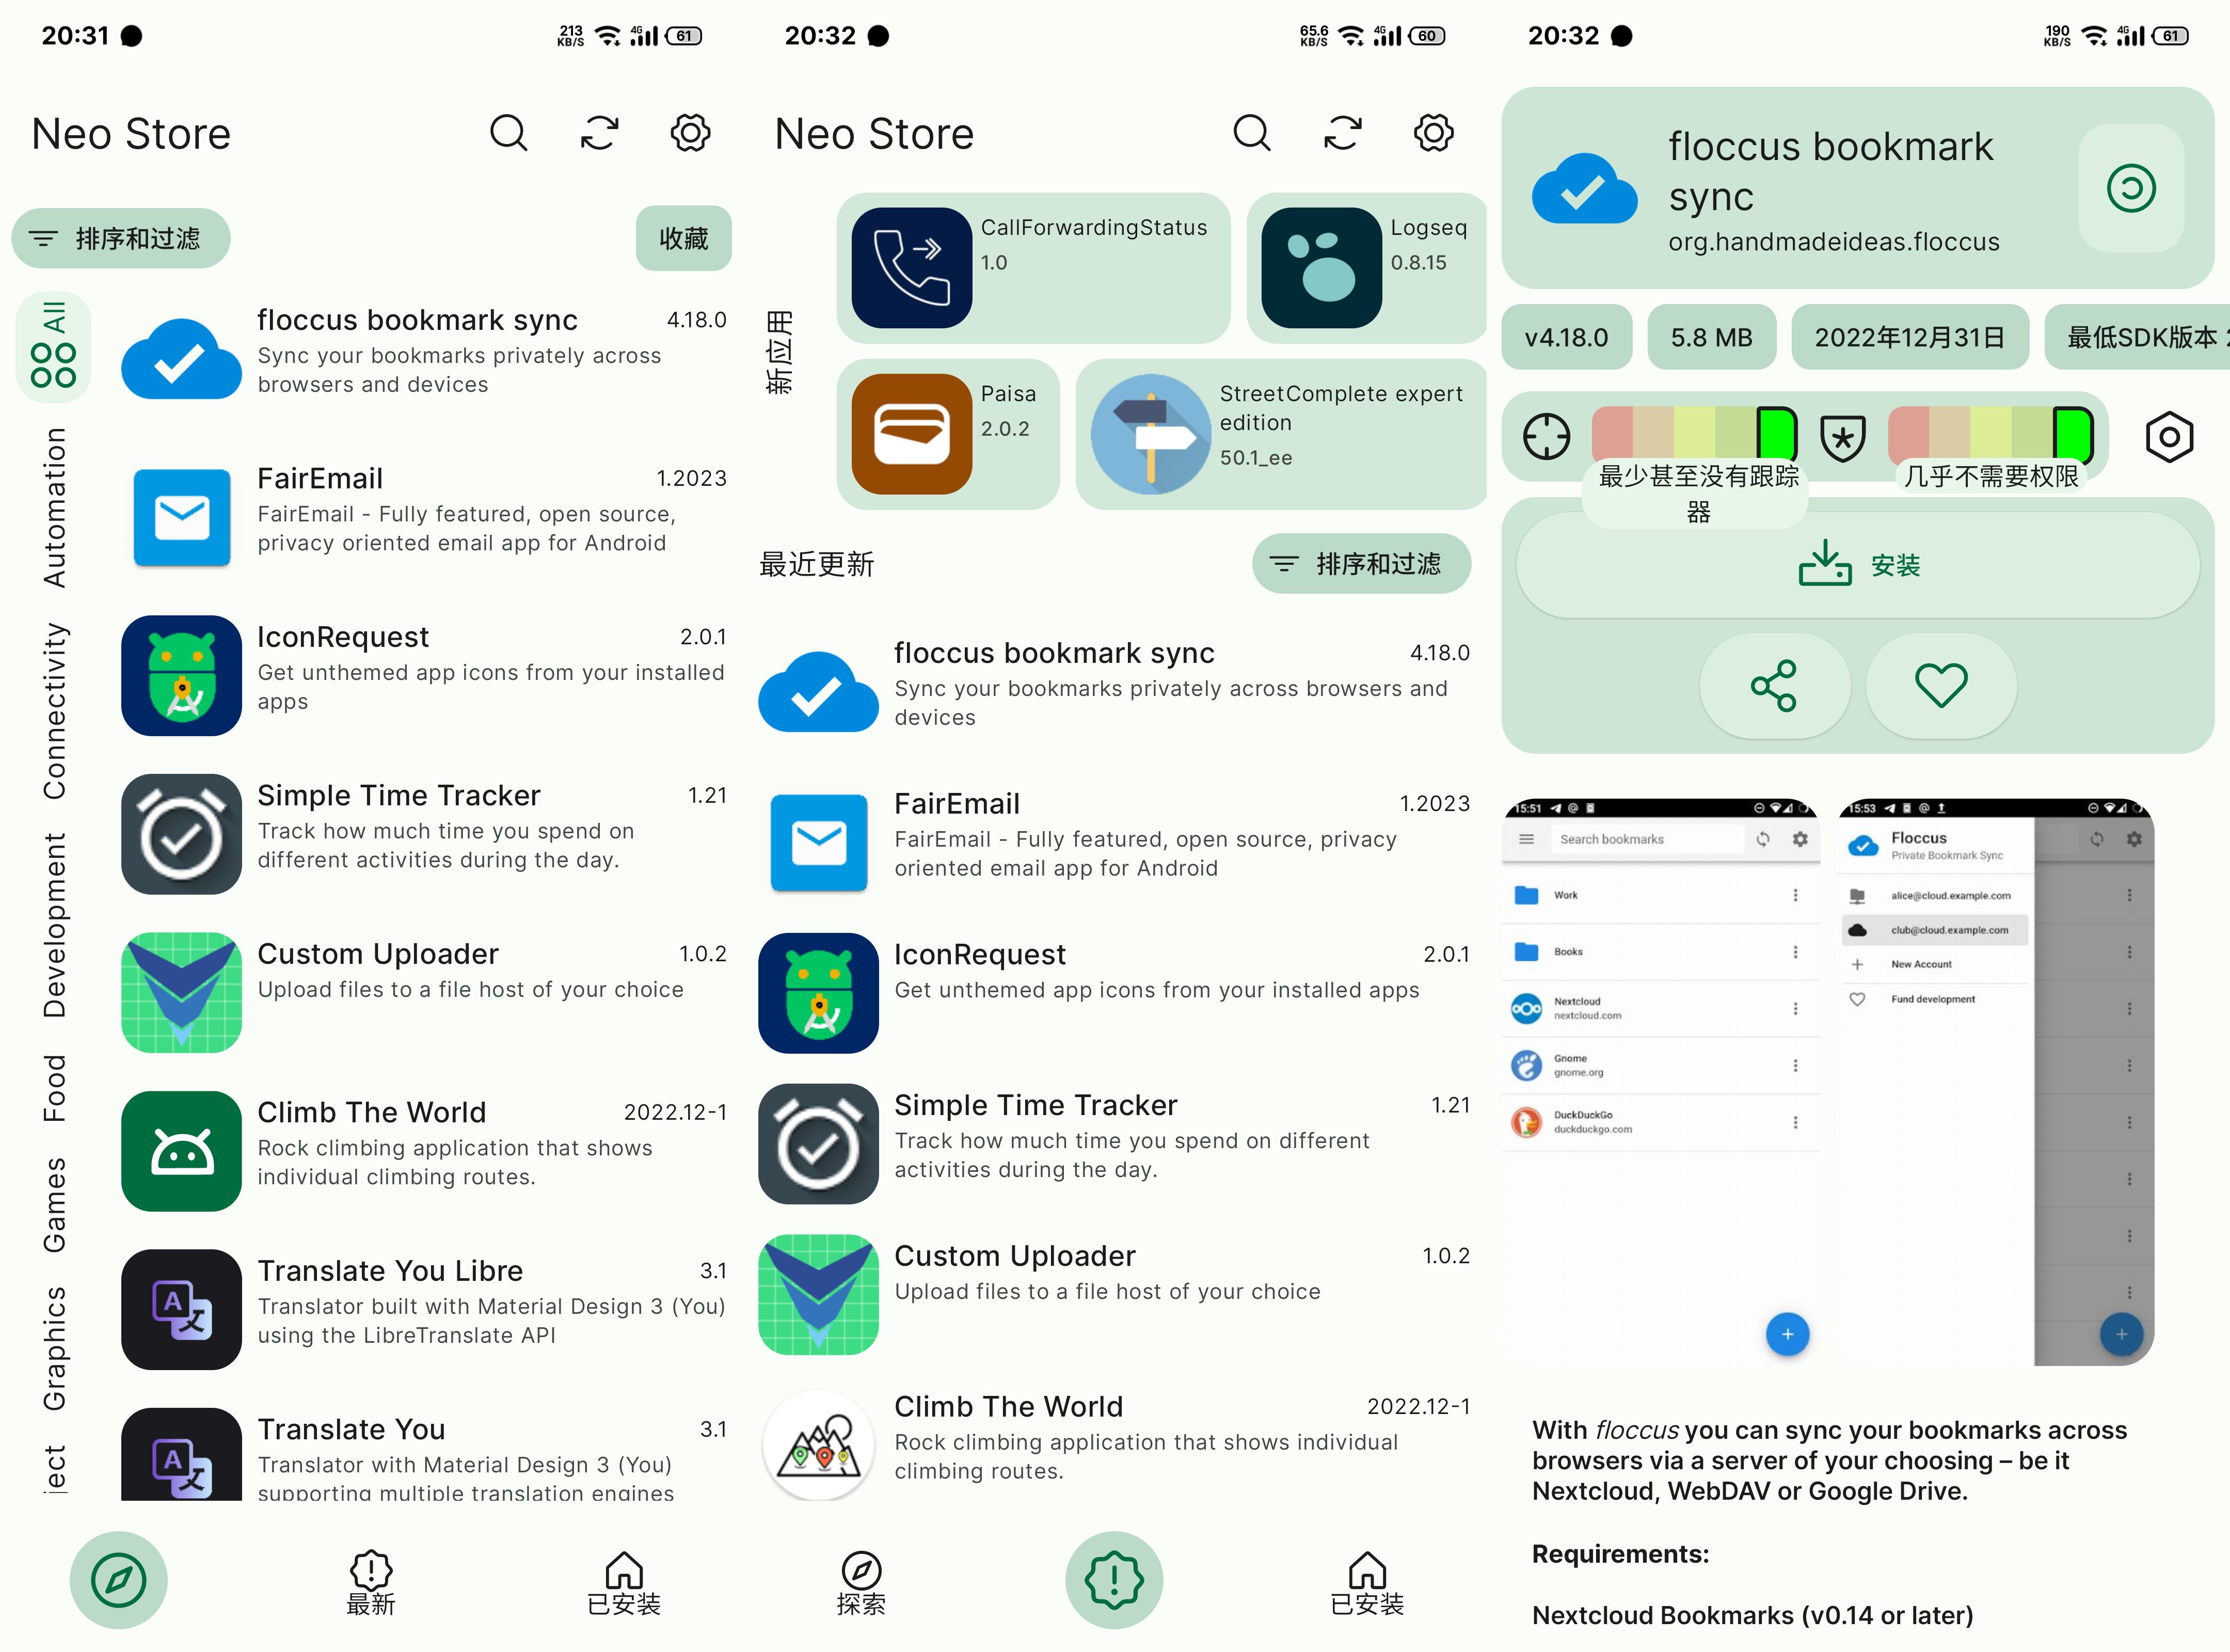 20:31
213 KB/S 4G 61
Neo Store
排序和过滤
收藏
All
Automation
Connectivity
Development
Food
Games
Graphics
ject
floccus bookmark sync 4.18.0
Sync your bookmarks privately across
browsers and devices
FairEmail 1.2023
FairEmail - Fully featured, open source,
privacy oriented email app for Android
IconRequest 2.0.1
Get unthemed app icons from your installed
apps
Simple Time Tracker 1.21
Track how much time you spend on
different activities during the day.
Custom Uploader 1.0.2
Upload files to a file host of your choice
Climb The World 2022.12-1
Rock climbing application that shows
individual climbing routes.
Translate You Libre 3.1
Translator built with Material Design 3 (You)
using the LibreTranslate API
Translate You 3.1
Translator with Material Design 3 (You)
supporting multiple translation engines
最新
已安装
20:32
65.6 KB/S 4G 60
Neo Store
新应用
CallForwardingStatus
1.0
Logseq
0.8.15
Paisa
2.0.2
StreetComplete expert
edition
50.1_ee
最近更新
排序和过滤
floccus bookmark sync 4.18.0
Sync your bookmarks privately across browsers and
devices
FairEmail 1.2023
FairEmail - Fully featured, open source, privacy
oriented email app for Android
IconRequest 2.0.1
Get unthemed app icons from your installed apps
Simple Time Tracker 1.21
Track how much time you spend on different
activities during the day.
Custom Uploader 1.0.2
Upload files to a file host of your choice
Climb The World 2022.12-1
Rock climbing application that shows individual
climbing routes.
探索
已安装
20:32
190 KB/S 4G 61
floccus bookmark
sync
org.handmadeideas.floccus
v4.18.0
5.8 MB
2022年12月31日
最低SDK版本
最少甚至没有跟踪
器
几乎不需要权限
安装
15:51
Search bookmarks
Work
Books
Nextcloud
nextcloud.com
Gnome
gnome.org
DuckDuckGo
duckduckgo.com
15:53
Floccus
Private Bookmark Sync
alice@cloud.example.com
club@cloud.example.com
New Account
Fund development
With floccus you can sync your bookmarks across
browsers via a server of your choosing – be it
Nextcloud, WebDAV or Google Drive.
Requirements:
Nextcloud Bookmarks (v0.14 or later)